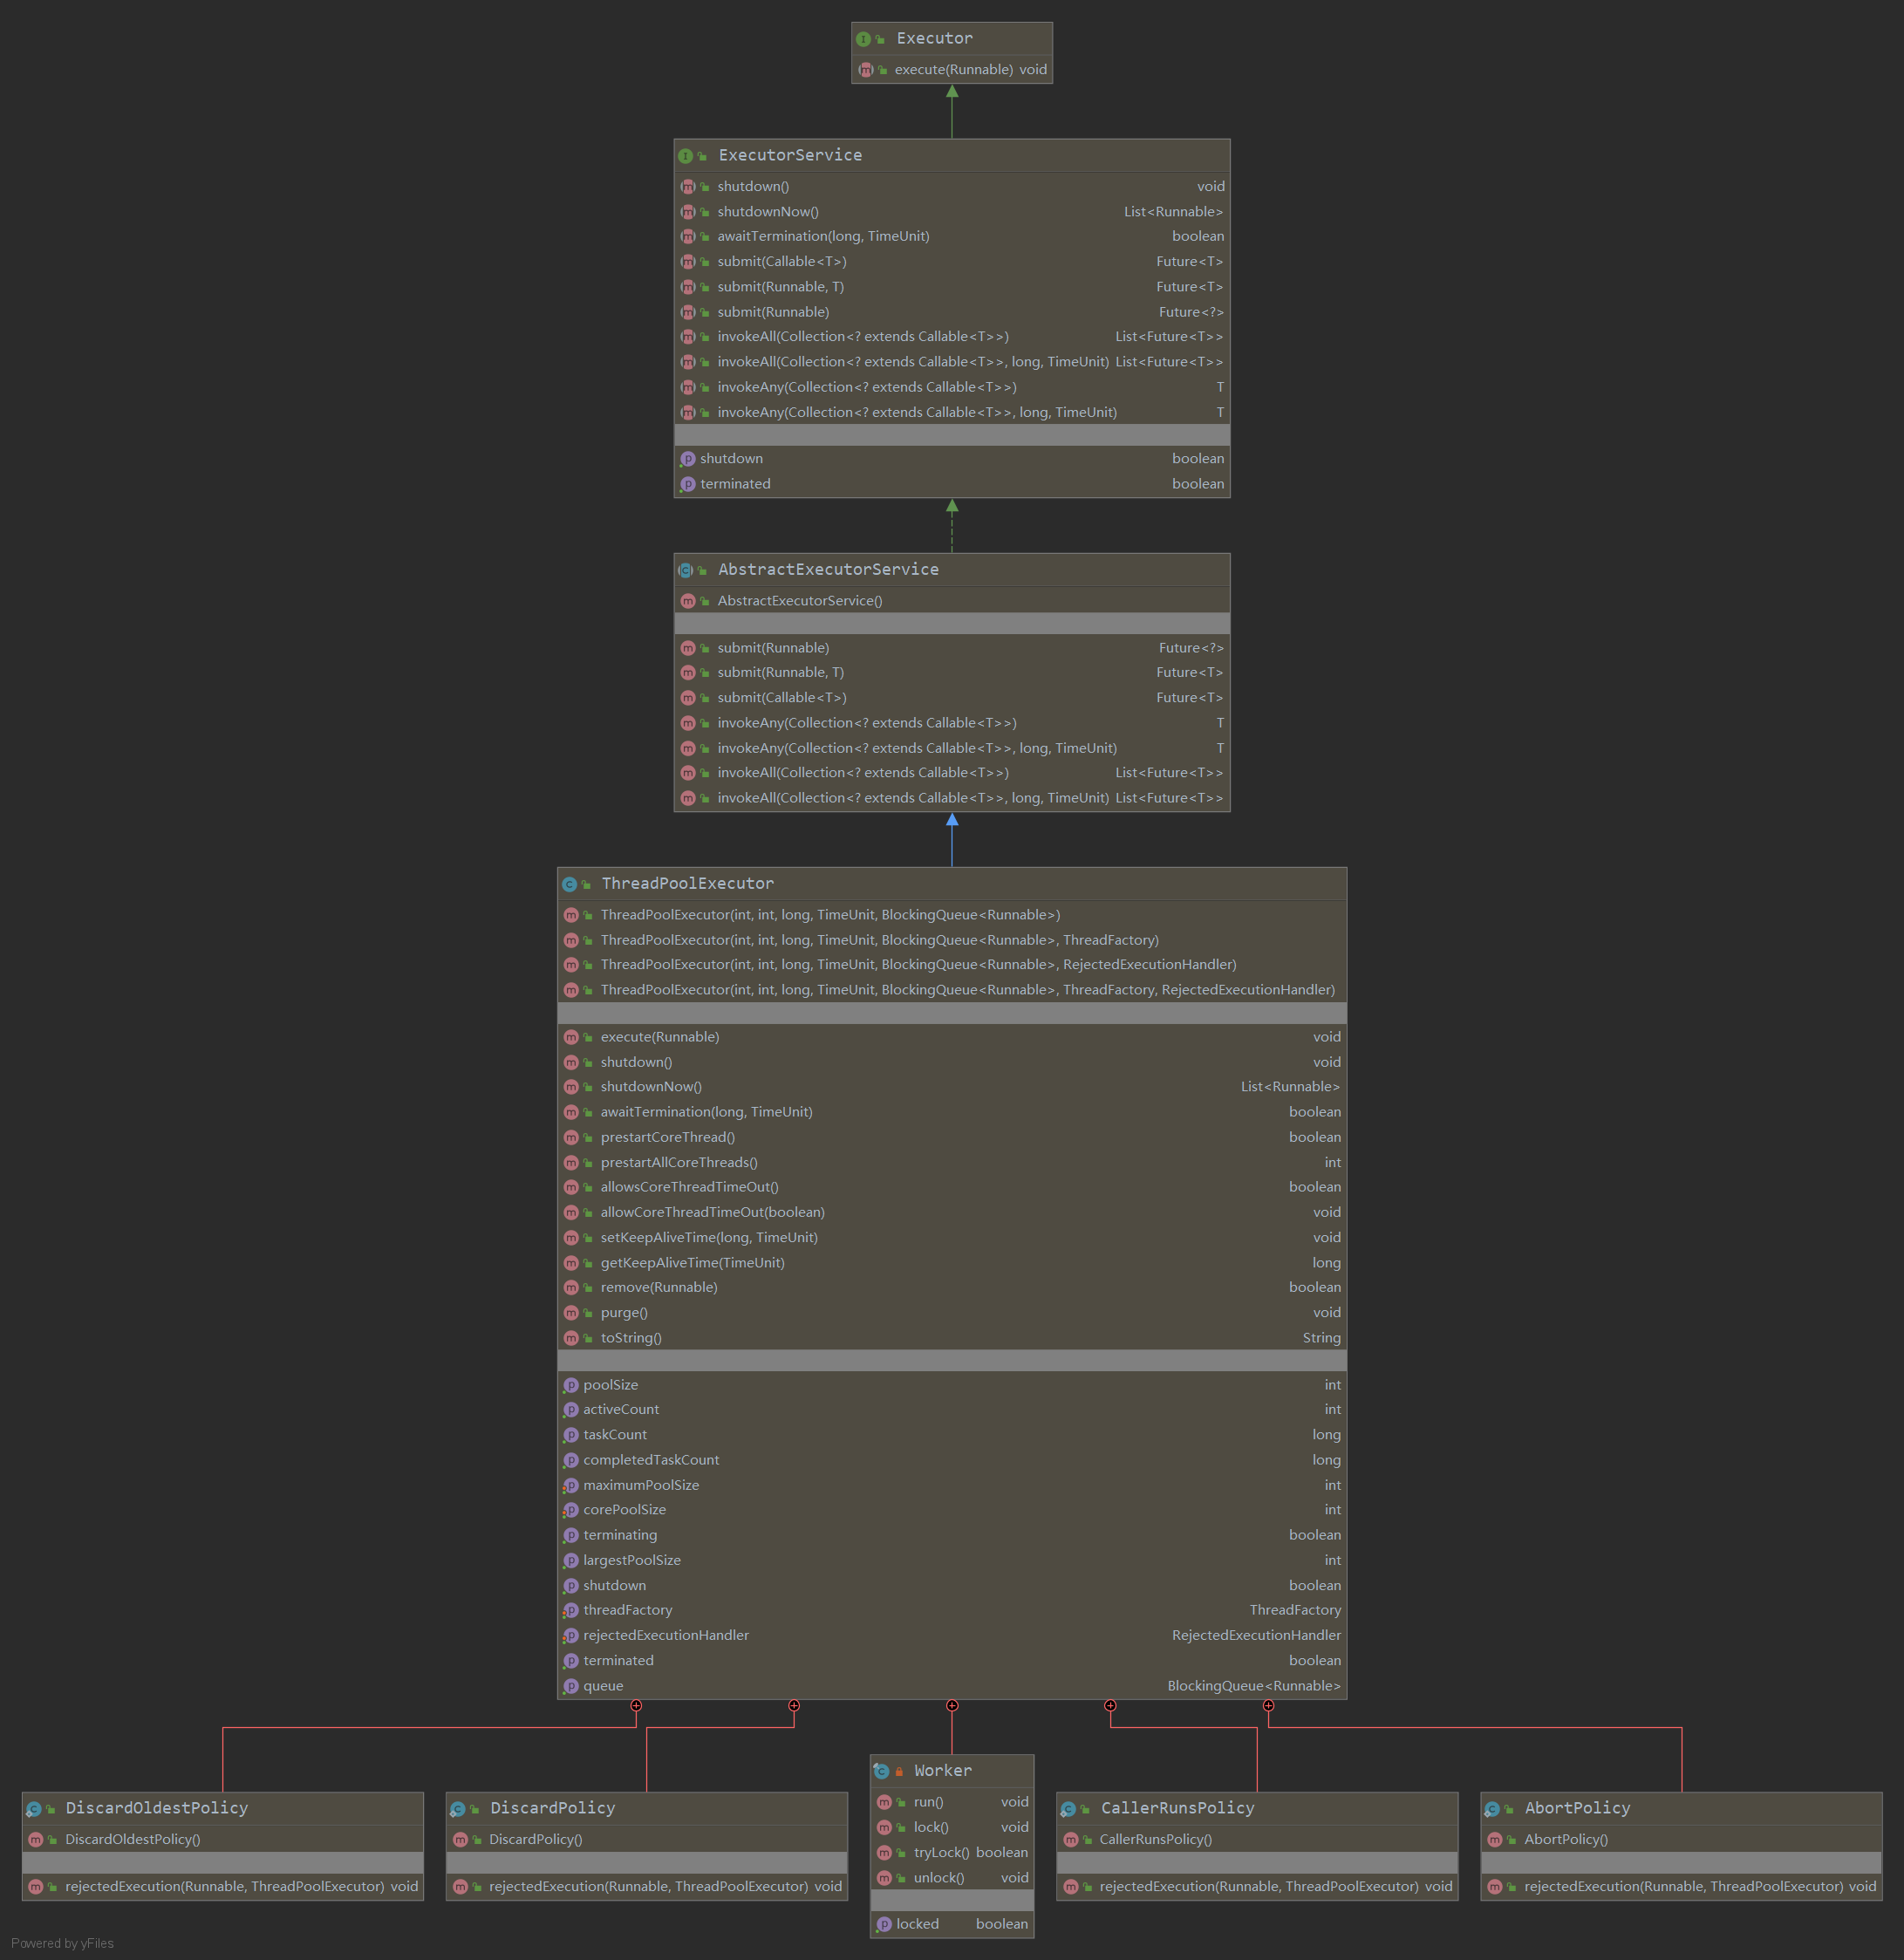 Executor
execute(Runnable) void
ExecutorService
shutdown() void
shutdownNow() List<Runnable>
awaitTermination(long, TimeUnit) boolean
submit(Callable<T>) Future<T>
submit(Runnable, T) Future<T>
submit(Runnable) Future<?>
invokeAll(Collection<? extends Callable<T>>) List<Future<T>>
invokeAll(Collection<? extends Callable<T>>, long, TimeUnit) List<Future<T>>
invokeAny(Collection<? extends Callable<T>>) T
invokeAny(Collection<? extends Callable<T>>, long, TimeUnit) T
shutdown boolean
terminated boolean
AbstractExecutorService
AbstractExecutorService()
submit(Runnable) Future<?>
submit(Runnable, T) Future<T>
submit(Callable<T>) Future<T>
invokeAny(Collection<? extends Callable<T>>) T
invokeAny(Collection<? extends Callable<T>>, long, TimeUnit) T
invokeAll(Collection<? extends Callable<T>>) List<Future<T>>
invokeAll(Collection<? extends Callable<T>>, long, TimeUnit) List<Future<T>>
ThreadPoolExecutor
ThreadPoolExecutor(int, int, long, TimeUnit, BlockingQueue<Runnable>)
ThreadPoolExecutor(int, int, long, TimeUnit, BlockingQueue<Runnable>, ThreadFactory)
ThreadPoolExecutor(int, int, long, TimeUnit, BlockingQueue<Runnable>, RejectedExecutionHandler)
ThreadPoolExecutor(int, int, long, TimeUnit, BlockingQueue<Runnable>, ThreadFactory, RejectedExecutionHandler)
execute(Runnable) void
shutdown() void
shutdownNow() List<Runnable>
awaitTermination(long, TimeUnit) boolean
prestartCoreThread() boolean
prestartAllCoreThreads() int
allowsCoreThreadTimeOut() boolean
allowCoreThreadTimeOut(boolean) void
setKeepAliveTime(long, TimeUnit) void
getKeepAliveTime(TimeUnit) long
remove(Runnable) boolean
purge() void
toString() String
poolSize int
activeCount int
taskCount long
completedTaskCount long
maximumPoolSize int
corePoolSize int
terminating boolean
largestPoolSize int
shutdown boolean
threadFactory ThreadFactory
rejectedExecutionHandler RejectedExecutionHandler
terminated boolean
queue BlockingQueue<Runnable>
DiscardOldestPolicy
DiscardOldestPolicy()
rejectedExecution(Runnable, ThreadPoolExecutor) void
DiscardPolicy
DiscardPolicy()
rejectedExecution(Runnable, ThreadPoolExecutor) void
Worker
run() void
lock() void
tryLock() boolean
unlock() void
locked boolean
CallerRunsPolicy
CallerRunsPolicy()
rejectedExecution(Runnable, ThreadPoolExecutor) void
AbortPolicy
AbortPolicy()
rejectedExecution(Runnable, ThreadPoolExecutor) void
Powered by yFiles